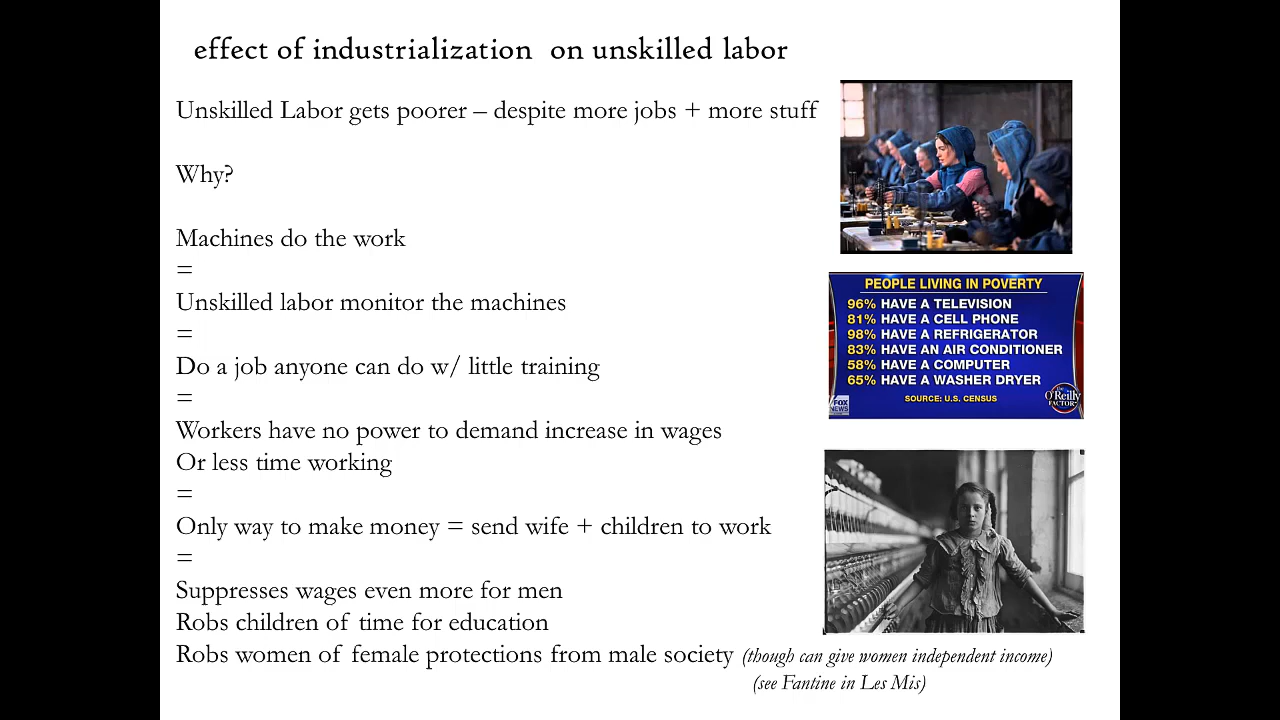 effect of industrialization on unskilled labor
Unskilled Labor gets poorer – despite more jobs + more stuff
Why?
Machines do the work
=
Unskilled labor monitor the machines
=
Do a job anyone can do w/ little training
=
Workers have no power to demand increase in wages
Or less time working
=
Only way to make money = send wife + children to work
=
Suppresses wages even more for men
Robs children of time for education
Robs women of female protections from male society (though can give women independent income)
(see Fantine in Les Mis)
PEOPLE LIVING IN POVERTY
96% HAVE A TELEVISION
81% HAVE A CELL PHONE
98% HAVE A REFRIGERATOR
83% HAVE AN AIR CONDITIONER
58% HAVE A COMPUTER
65% HAVE A WASHER DRYER
SOURCE: U.S. CENSUS
FOX
NEWS
The
O'Reilly
FACTOR